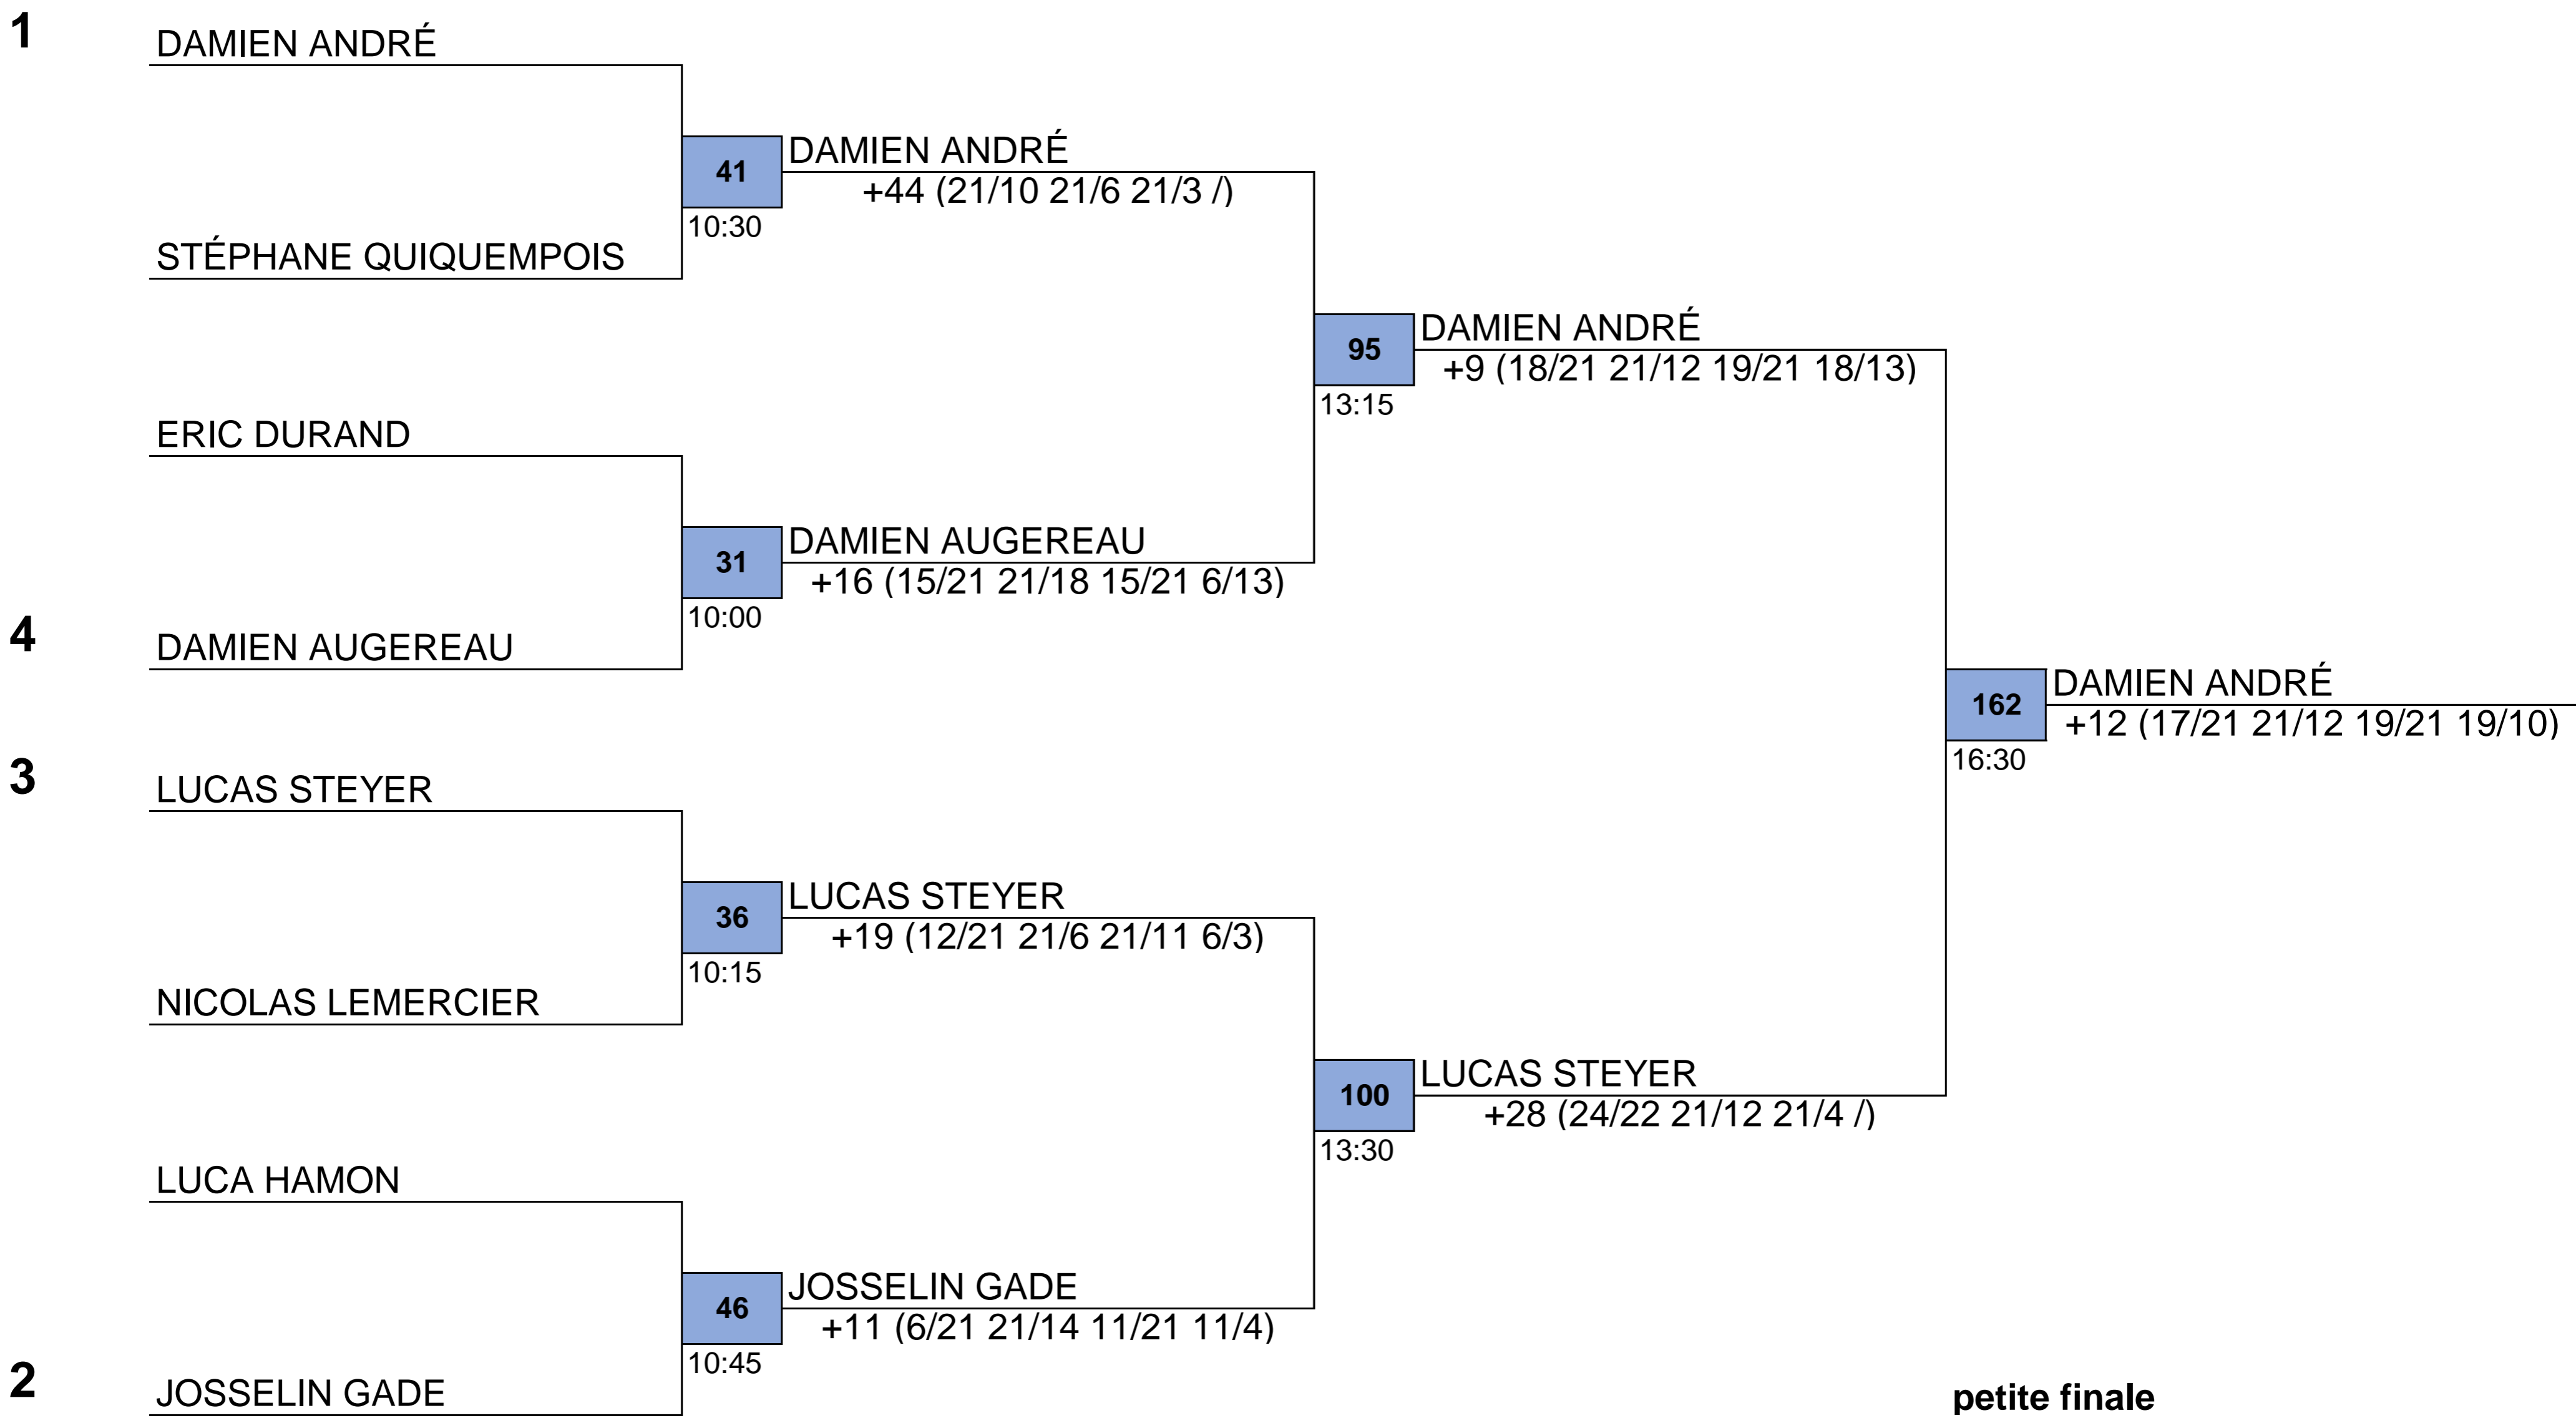 1
DAMIEN ANDRÉ
41
10:30
DAMIEN ANDRÉ
+44 (21/10 21/6 21/3 /)
STÉPHANE QUIQUEMPOIS
95
13:15
DAMIEN ANDRÉ
+9 (18/21 21/12 19/21 18/13)
ERIC DURAND
31
10:00
DAMIEN AUGEREAU
+16 (15/21 21/18 15/21 6/13)
4
DAMIEN AUGEREAU
162
16:30
DAMIEN ANDRÉ
+12 (17/21 21/12 19/21 19/10)
3
LUCAS STEYER
36
10:15
LUCAS STEYER
+19 (12/21 21/6 21/11 6/3)
NICOLAS LEMERCIER
100
13:30
LUCAS STEYER
+28 (24/22 21/12 21/4 /)
LUCA HAMON
46
10:45
JOSSELIN GADE
+11 (6/21 21/14 11/21 11/4)
2
JOSSELIN GADE
petite finale